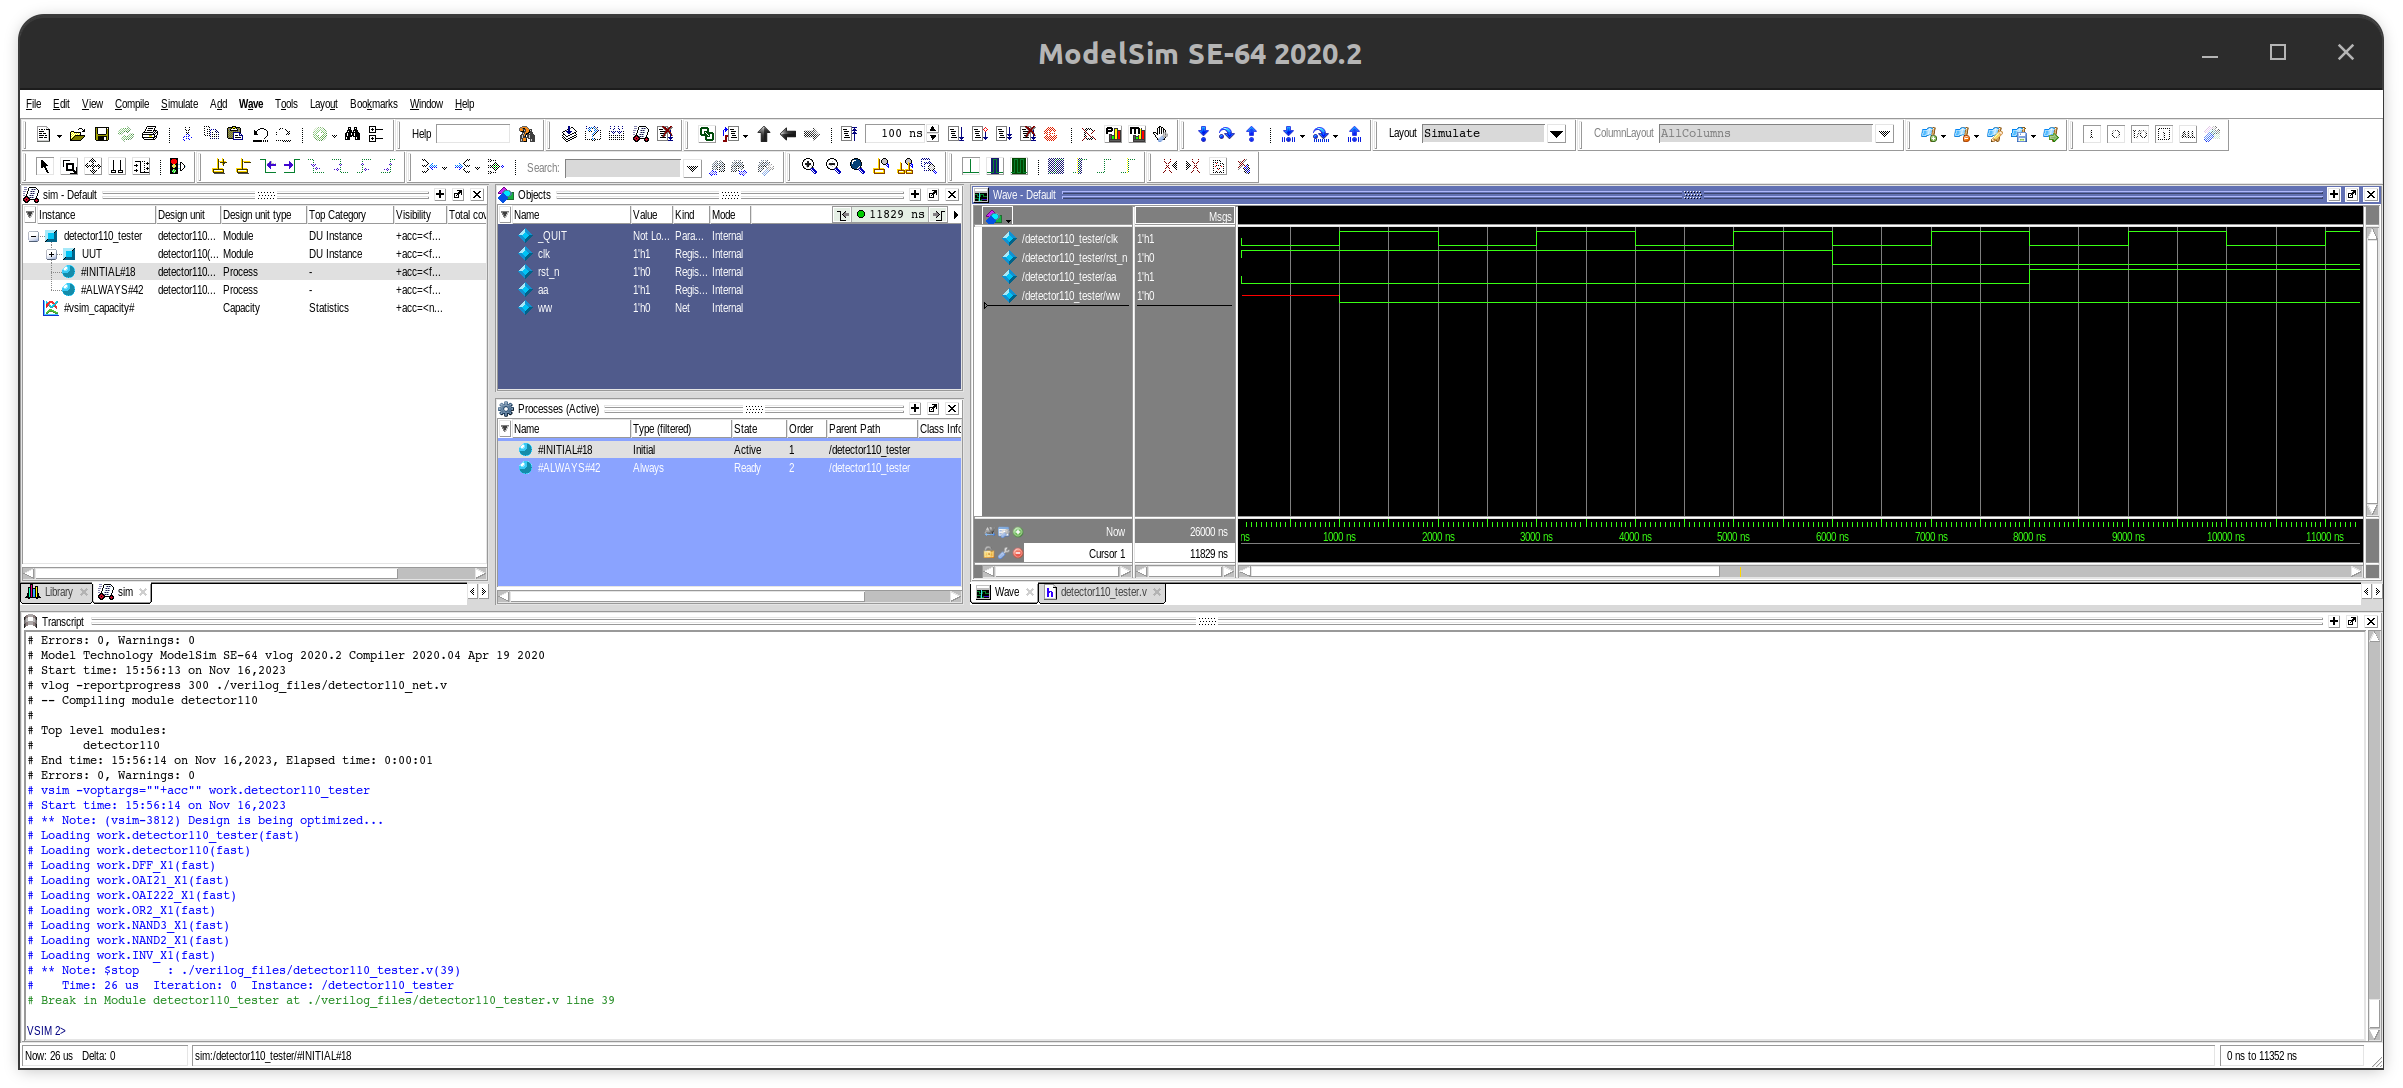 ModelSim SE-64 2020.2
File Edit View Compile Simulate Add Wave Tools Layout Bookmarks Window Help
Help 100 ns Layout Simulate ColumnLayout AllColumns
Search:
sim - Default
Instance Design unit Design unit type Top Category Visibility Total cov
detector110_tester detector110... Module DU Instance +acc=<f...
UUT detector110(... Module DU Instance +acc=<f...
#INITIAL#18 detector110... Process - +acc=<f...
#ALWAYS#42 detector110... Process - +acc=<f...
#vsim_capacity# Capacity Statistics +acc=<n...
Library sim
Objects
Name Value Kind Mode 11829 ns
_QUIT Not Lo... Para... Internal
clk 1'h1 Regis... Internal
rst_n 1'h0 Regis... Internal
aa 1'h1 Regis... Internal
ww 1'h0 Net Internal
Processes (Active)
Name Type (filtered) State Order Parent Path Class Info
#INITIAL#18 Initial Active 1 /detector110_tester
#ALWAYS#42 Always Ready 2 /detector110_tester
Wave - Default
Msgs
/detector110_tester/clk 1'h1
/detector110_tester/rst_n 1'h0
/detector110_tester/aa 1'h1
/detector110_tester/ww 1'h0
Now 26000 ns
ns 1000 ns 2000 ns 3000 ns 4000 ns 5000 ns 6000 ns 7000 ns 8000 ns 9000 ns 10000 ns 11000 ns
Cursor 1 11829 ns
Wave detector110_tester.v
Transcript
# Errors: 0, Warnings: 0
# Model Technology ModelSim SE-64 vlog 2020.2 Compiler 2020.04 Apr 19 2020
# Start time: 15:56:13 on Nov 16,2023
# vlog -reportprogress 300 ./verilog_files/detector110_net.v
# -- Compiling module detector110
#
# Top level modules:
# detector110
# End time: 15:56:14 on Nov 16,2023, Elapsed time: 0:00:01
# Errors: 0, Warnings: 0
# vsim -voptargs=""+acc"" work.detector110_tester
# Start time: 15:56:14 on Nov 16,2023
# ** Note: (vsim-3812) Design is being optimized...
# Loading work.detector110_tester(fast)
# Loading work.detector110(fast)
# Loading work.DFF_X1(fast)
# Loading work.OAI21_X1(fast)
# Loading work.OAI222_X1(fast)
# Loading work.OR2_X1(fast)
# Loading work.NAND3_X1(fast)
# Loading work.NAND2_X1(fast)
# Loading work.INV_X1(fast)
# ** Note: $stop : ./verilog_files/detector110_tester.v(39)
# Time: 26 us Iteration: 0 Instance: /detector110_tester
# Break in Module detector110_tester at ./verilog_files/detector110_tester.v line 39
VSIM 2>
Now: 26 us Delta: 0 sim:/detector110_tester/#INITIAL#18 0 ns to 11352 ns